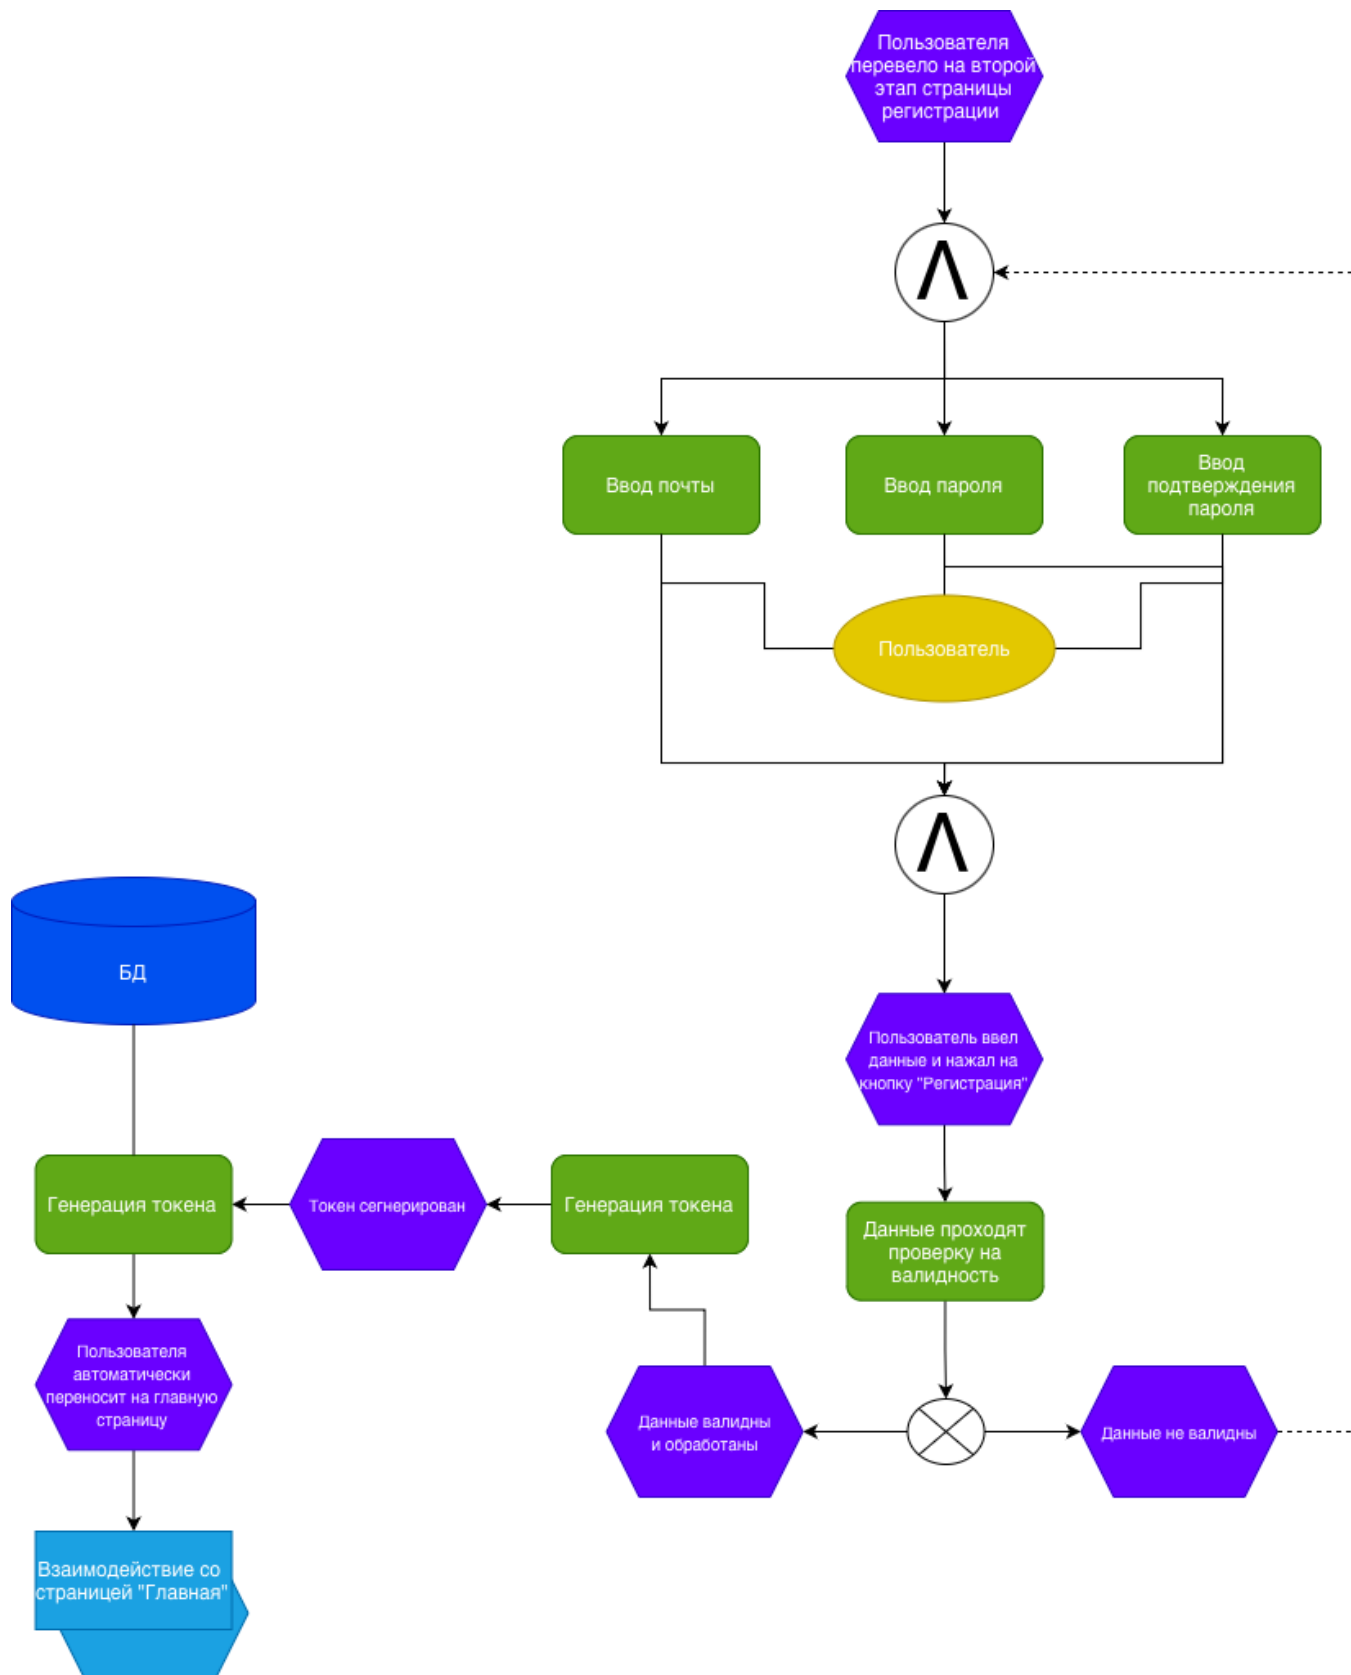 Пользователя
перевело на второй
этап страницы
регистрации
Λ
Ввод почты
Ввод пароля
Ввод
подтверждения
пароля
Пользователь
Λ
БД
Пользователь ввел
данные и нажал на
кнопку "Регистрация"
Генерация токена
Токен сегнерирован
Генерация токена
Данные проходят
проверку на
валидность
Пользователя
автоматически
переносит на главную
страницу
Данные валидны
и обработаны
Данные не валидны
Взаимодействие со
страницей "Главная"